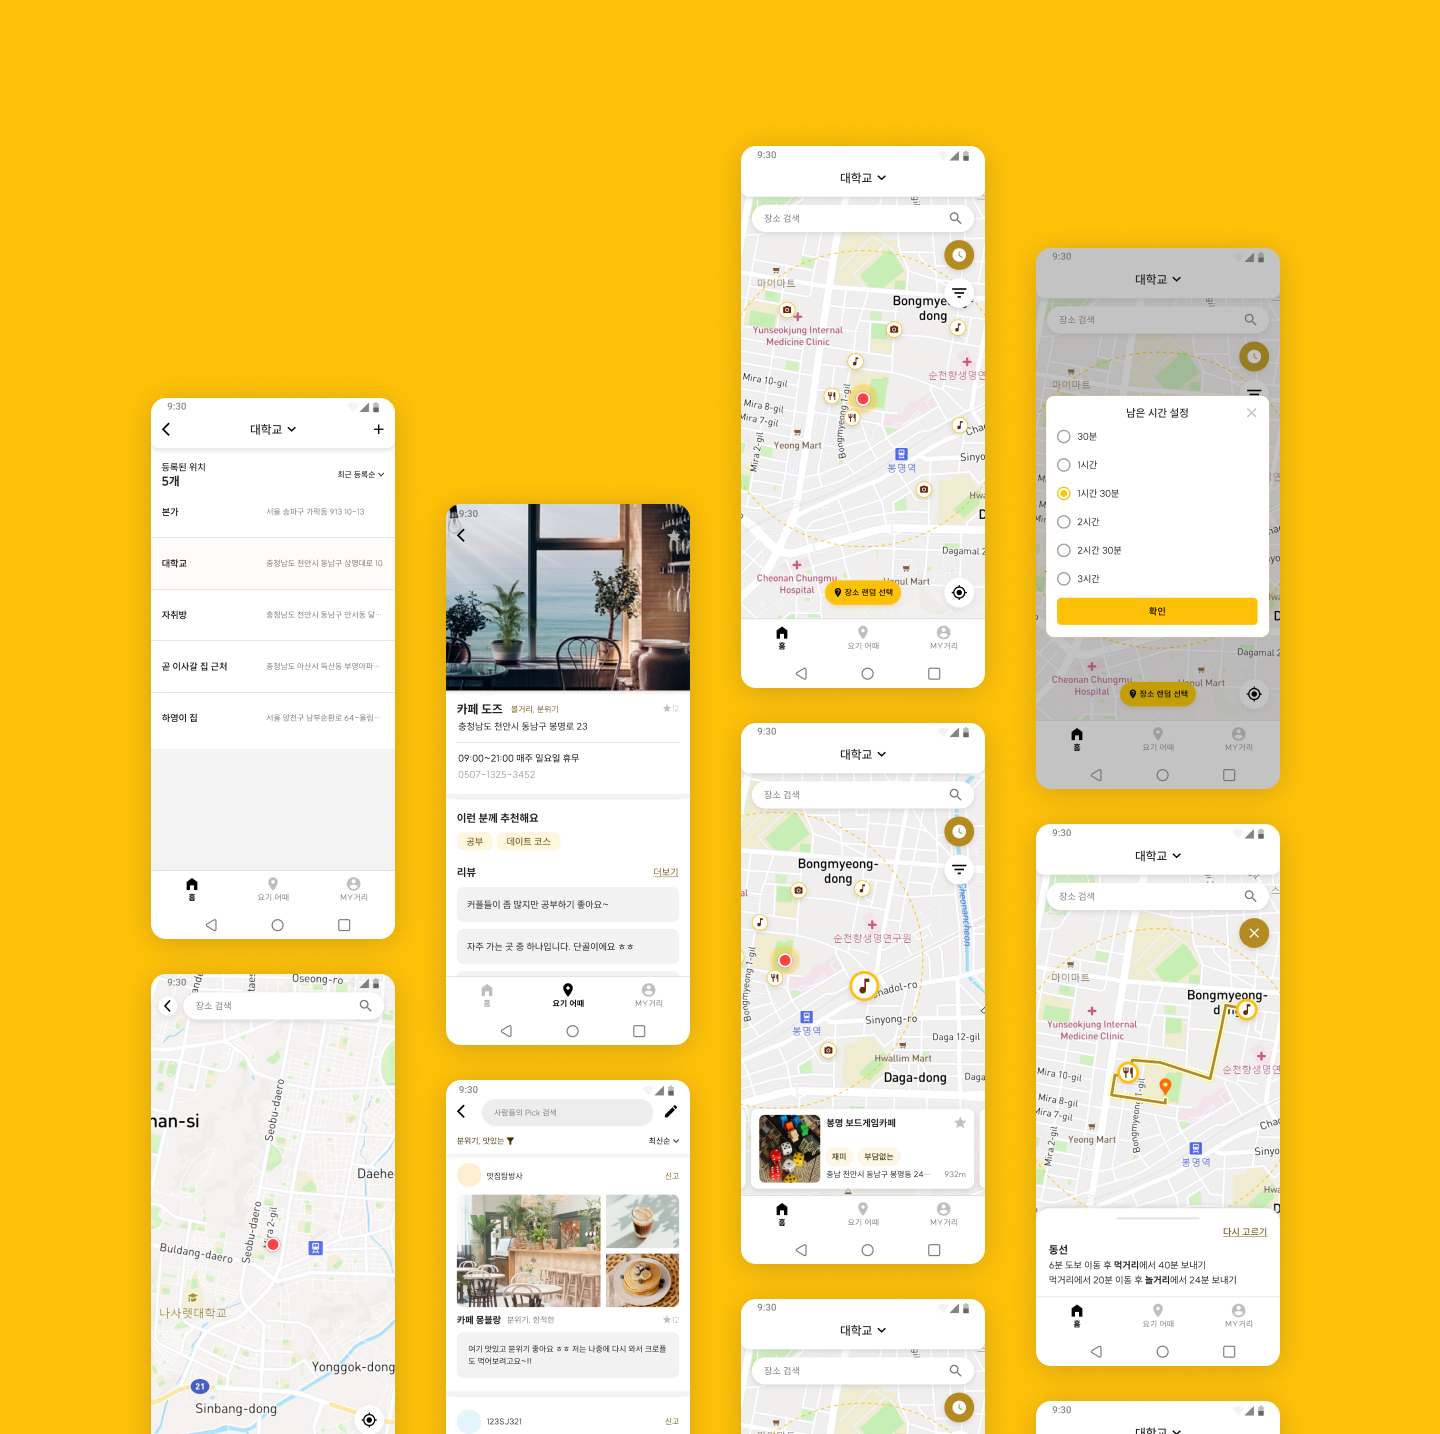 9:30
대학교
등록된 위치
5개
최근 등록순
본가
서울 송파구 가락동 913 10-13
대학교
충청남도 천안시 동남구 상명대로 10
자취방
충청남도 천안시 동남구 안서동 달···
곧 이사갈 집 근처
충청남도 아산시 득산동 부영아파···
하영이 집
서울 양천구 남부순환로 64-올림···
홈
요기 어때
MY거리
9:30
Oseong-ro
장소 검색
nan-si
Seobu-daero
Daehe
Seobu-daero
Mira 2-gil
Buldang-daero
나사렛대학교
Yonggok-dong
21
Sinbang-dong
9:30
카페 도즈
볼거리, 분위기
12
충청남도 천안시 동남구 봉명로 23
09:00~21:00 매주 일요일 휴무
0507-1325-3452
이런 분께 추천해요
공부
데이트 코스
리뷰
더보기
커플들이 좀 많지만 공부하기 좋아요~
자주 가는 곳 중 하나입니다. 단골이에요 ㅎㅎ
홈
요기 어때
MY거리
9:30
사람들의 Pick 검색
분위기, 맛있는
최신순
맛집탐방사
신고
카페 몽블랑
분위기, 한적한
12
여기 맛있고 분위기 좋아요 ㅎㅎ 저는 나중에 다시 와서 크로플
도 먹어보려고요~!!
123SJ321
신고
9:30
대학교
장소 검색
마이마트
Bongmyeong-
dong
Yunseokjung Internal
Medicine Clinic
순천향생명연
Mira 10-gil
Mira 8-gil
Mira 7-gil
Bongmyeong 1-gil
Yeong Mart
Mira 2-gil
Chao
Sinyo
봉명역
Hwa
D
Dagamal 2
Cheonan Chungmu
Hospital
Hanul Mart
장소 랜덤 선택
홈
요기 어때
MY거리
9:30
대학교
장소 검색
Bongmyeong-
dong
al
Cheonancheon
순천향생명연구원
Bongmyeong 1-gil
Chadol-ro
Sinyong-ro
봉명역
Daga 12-gil
Hwallim Mart
Daga-dong
Daga
봉명 보드게임카페
재미
부담없는
충남 천안시 동남구 봉명동 24···
932m
홈
요기 어때
MY거리
9:30
대학교
장소 검색
마이마트
9:30
대학교
장소 검색
마이마트
남은 시간 설정
30분
1시간
1시간 30분
2시간
2시간 30분
3시간
확인
Dagamal 2
Cheonan Chungmu
Hospital
Hanul Mart
장소 랜덤 선택
홈
요기 어때
MY거리
9:30
대학교
장소 검색
마이마트
Bongmyeong-
Yunseokjung Internal
Medicine Clinic
순천향생명연
Mira 10-gil
Mira 8-gil
Mira 7-gil
Bongmyeong 1-gil
Yeong Mart
Mira 2-gil
Chao
Sinyo
봉명역
Hwa
D
다시 고르기
동선
6분 도보 이동 후 먹거리에서 40분 보내기
먹거리에서 20분 이동 후 놀거리에서 24분 보내기
홈
요기 어때
MY거리
9:30
대학교